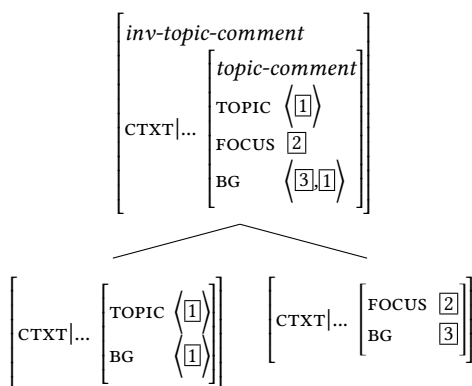 inv-topic-comment
topic-comment
TOPIC ⟨1⟩
CTXT|... FOCUS 2
BG ⟨3,1⟩
TOPIC ⟨1⟩
CTXT|...
BG ⟨1⟩
FOCUS 2
CTXT|...
BG 3